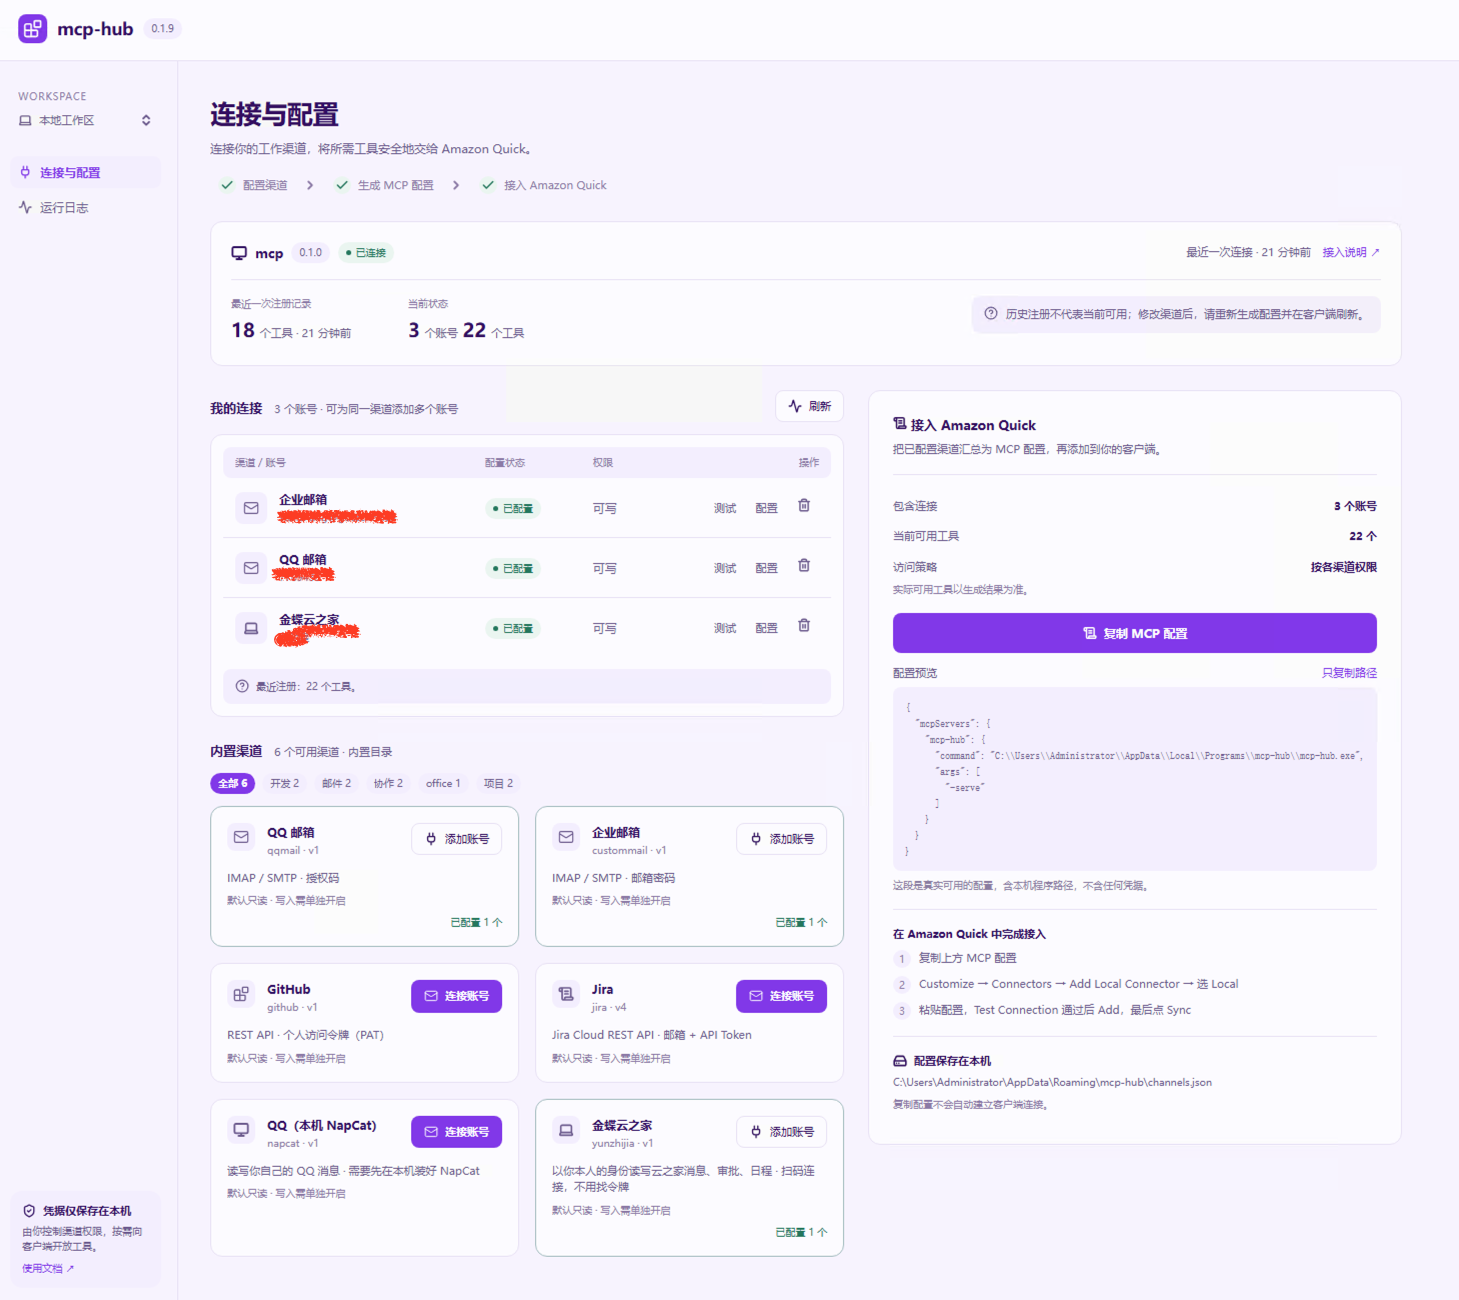 mcp-hub 0.1.9
WORKSPACE
本地工作区
连接与配置
运行日志
连接与配置
连接你的工作渠道，将所需工具安全地交给 Amazon Quick。
配置渠道
生成 MCP 配置
接入 Amazon Quick
mcp 0.1.0 已连接
最近一次连接 · 21 分钟前 接入说明 ↗
最近一次注册记录
18 个工具 · 21 分钟前
当前状态
3 个账号 22 个工具
历史注册不代表当前可用；修改渠道后，请重新生成配置并在客户端刷新。
我的连接 3 个账号 · 可为同一渠道添加多个账号
刷新
渠道 / 账号 配置状态 权限 操作
企业邮箱
已配置 可写 测试 配置
QQ 邮箱
已配置 可写 测试 配置
金蝶云之家
已配置 可写 测试 配置
最近注册：22 个工具。
内置渠道 6 个可用渠道 · 内置目录
全部 6 开发 2 邮件 2 协作 2 office 1 项目 2
QQ 邮箱
qqmail · v1
添加账号
IMAP / SMTP · 授权码
默认只读 · 写入需单独开启
已配置 1 个
企业邮箱
custommail · v1
添加账号
IMAP / SMTP · 邮箱密码
默认只读 · 写入需单独开启
已配置 1 个
GitHub
github · v1
连接账号
REST API · 个人访问令牌（PAT）
默认只读 · 写入需单独开启
Jira
jira · v4
连接账号
Jira Cloud REST API · 邮箱 + API Token
默认只读 · 写入需单独开启
QQ（本机 NapCat）
napcat · v1
连接账号
读写你自己的 QQ 消息 · 需要先在本机装好 NapCat
默认只读 · 写入需单独开启
金蝶云之家
yunzhijia · v1
添加账号
以你本人的身份读写云之家消息、审批、日程 · 扫码连
接，不用找令牌
默认只读 · 写入需单独开启
已配置 1 个
接入 Amazon Quick
把已配置渠道汇总为 MCP 配置，再添加到你的客户端。
包含连接 3 个账号
当前可用工具 22 个
访问策略 按各渠道权限
实际可用工具以生成结果为准。
复制 MCP 配置
配置预览 只复制路径
{
"mcpServers": {
"mcp-hub": {
"command": "C:\\Users\\Administrator\\AppData\\Local\\Programs\\mcp-hub\\mcp-hub.exe",
"args": [
"-serve"
]
}
}
}
这段是真实可用的配置，含本机程序路径，不含任何凭据。
在 Amazon Quick 中完成接入
1 复制上方 MCP 配置
2 Customize → Connectors → Add Local Connector → 选 Local
3 粘贴配置，Test Connection 通过后 Add，最后点 Sync
配置保存在本机
C:\Users\Administrator\AppData\Roaming\mcp-hub\channels.json
复制配置不会自动建立客户端连接。
凭据仅保存在本机
由你控制渠道权限，按需向
客户端开放工具。
使用文档 ↗